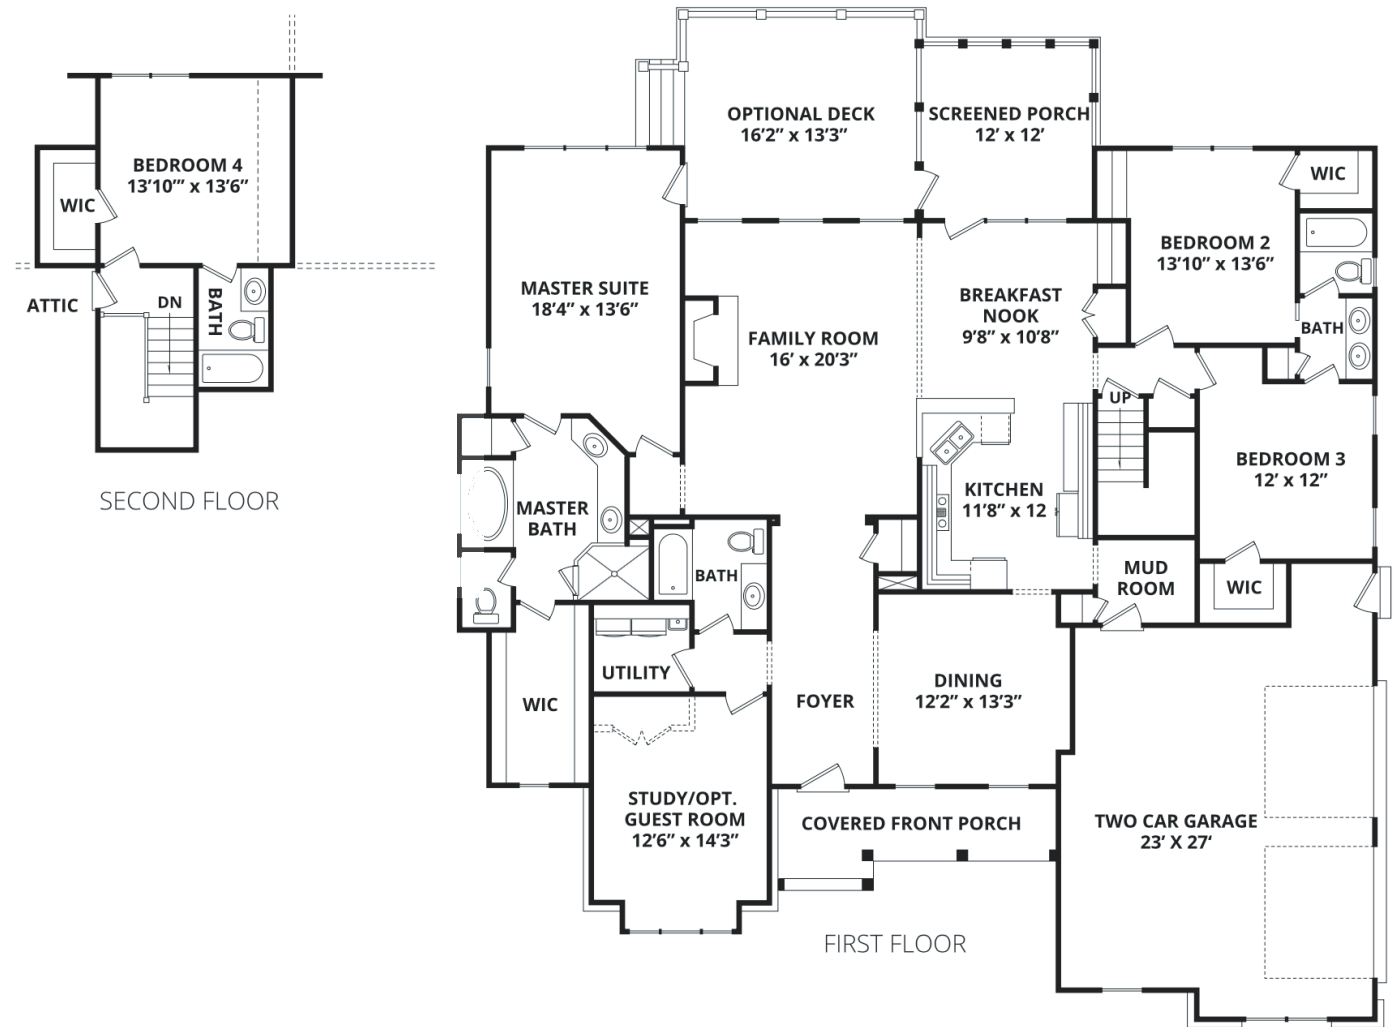 BEDROOM 4
13'10'" x 13'6"
WIC
ATTIC
DN
BATH
SECOND FLOOR
OPTIONAL DECK
16'2" x 13'3"
SCREENED PORCH
12' x 12'
WIC
BEDROOM 2
13'10" x 13'6"
MASTER SUITE
18'4" x 13'6"
BREAKFAST
NOOK
9'8" x 10'8"
BATH
FAMILY ROOM
16' x 20'3"
UP
BEDROOM 3
12' x 12"
KITCHEN
11'8" x 12
MASTER
BATH
BATH
MUD
ROOM
WIC
UTILITY
DINING
12'2" x 13'3"
WIC
FOYER
STUDY/OPT.
GUEST ROOM
12'6" x 14'3"
COVERED FRONT PORCH
TWO CAR GARAGE
23' X 27'
FIRST FLOOR